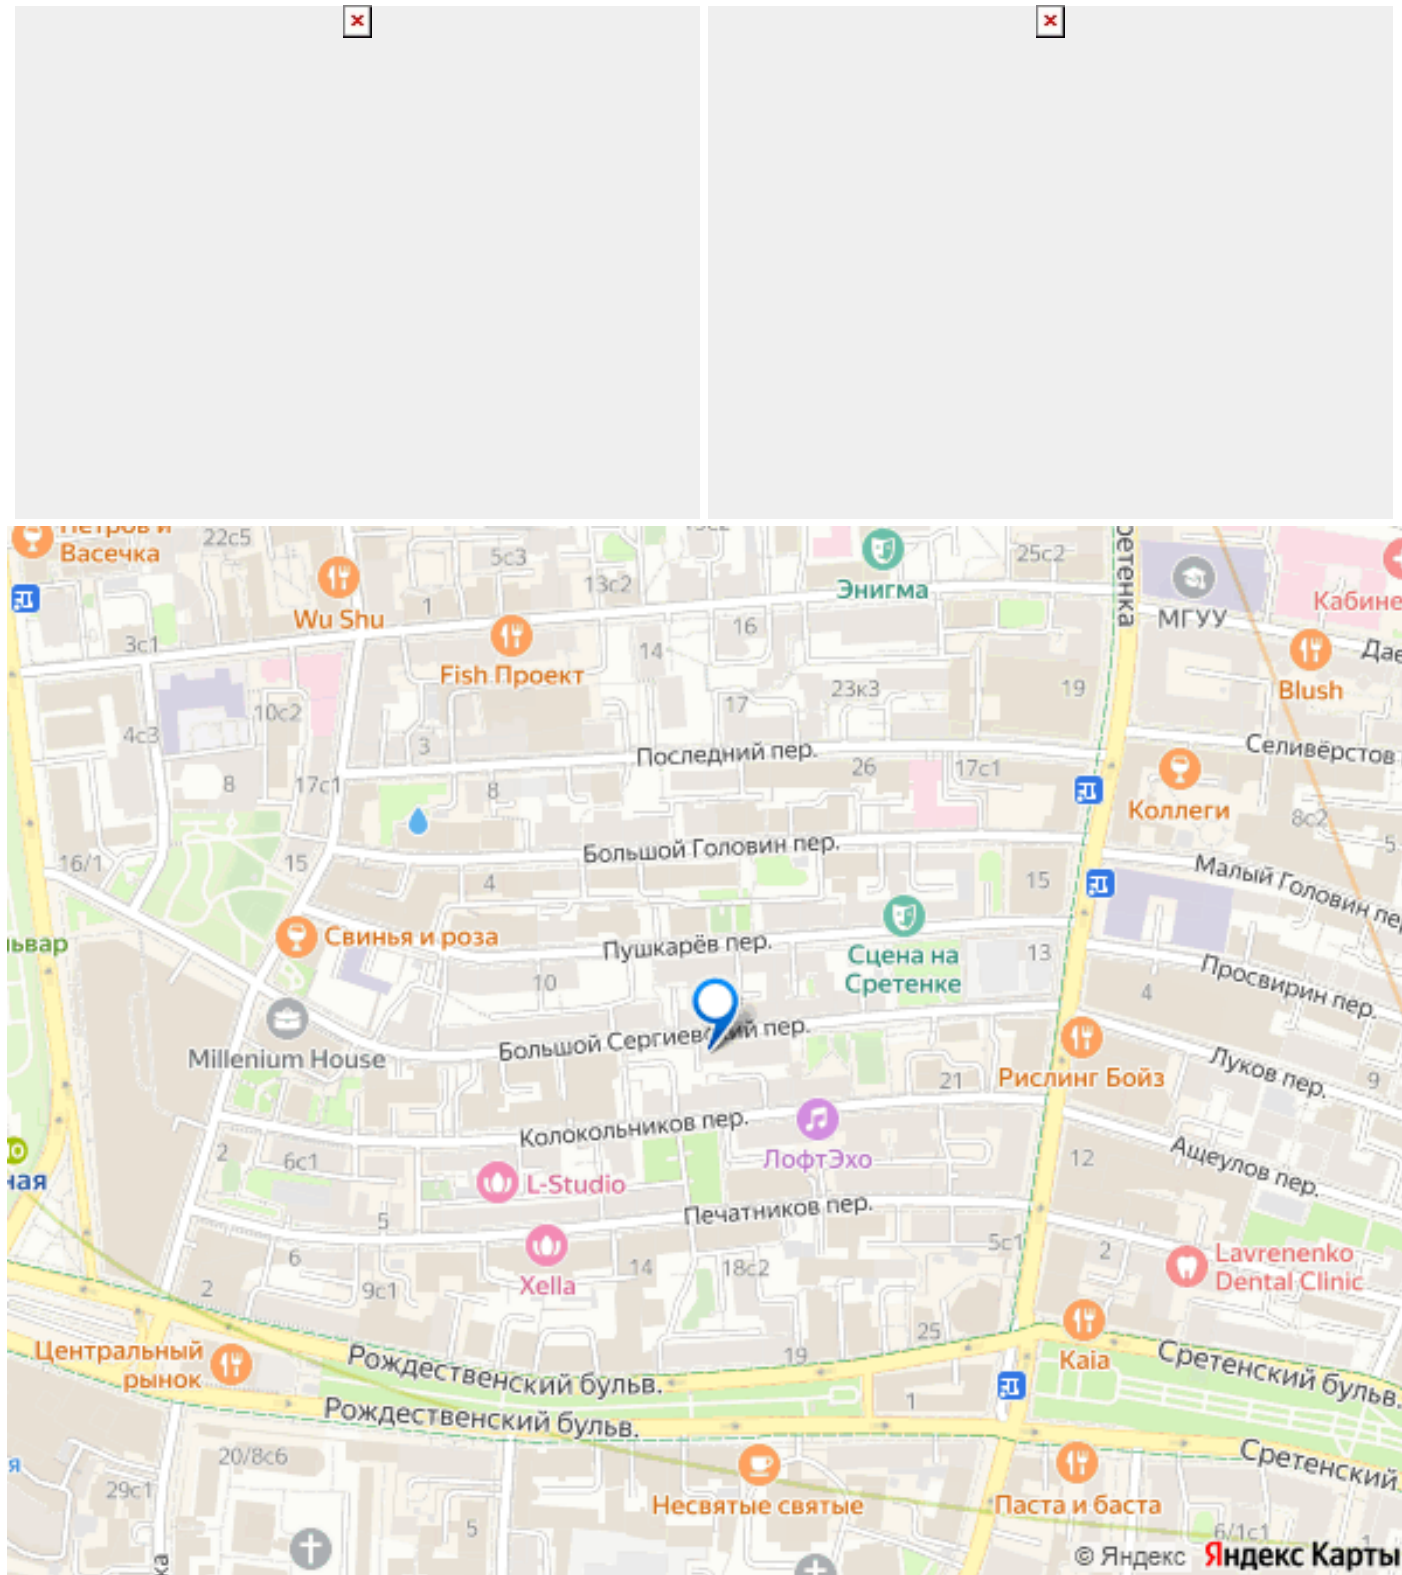 Петров и
Васечка
22с5
5с3
13с2
25с2
Энигма
Wu Shu
1
МГУУ
Кабине
3с1
Fish Проект
14
16
Blush
10с2
17
23к3
19
4с3
3
Последний пер.
Селивёрстов
8
17с1
8
26
17с1
Коллеги
8с2
5
16/1
15
Большой Головин пер.
Малый Головин пер
4
15
Свинья и роза
Пушкарёв пер.
Сцена на
Сретенке
13
Просвирин пер.
львар
10
4
Millenium House
Большой Сергиевский пер.
Рислинг Бойз
21
Луков пер.
9
Колокольников пер.
ЛофтЭхо
2
6с1
L-Studio
12
Ащеулов пер.
ная
5
Печатников пер.
6
Xella
14
18с2
5с1
2
Lavrenenko
Dental Clinic
2
9с1
Центральный
рынок
Рождественский бульв.
19
25
Kaia
Сретенский бульв.
Рождественский бульв.
1
Сретенский
20/8с6
29с1
Несвятые святые
Паста и баста
5
6/1с1
1
© Яндекс Яндекс Карты